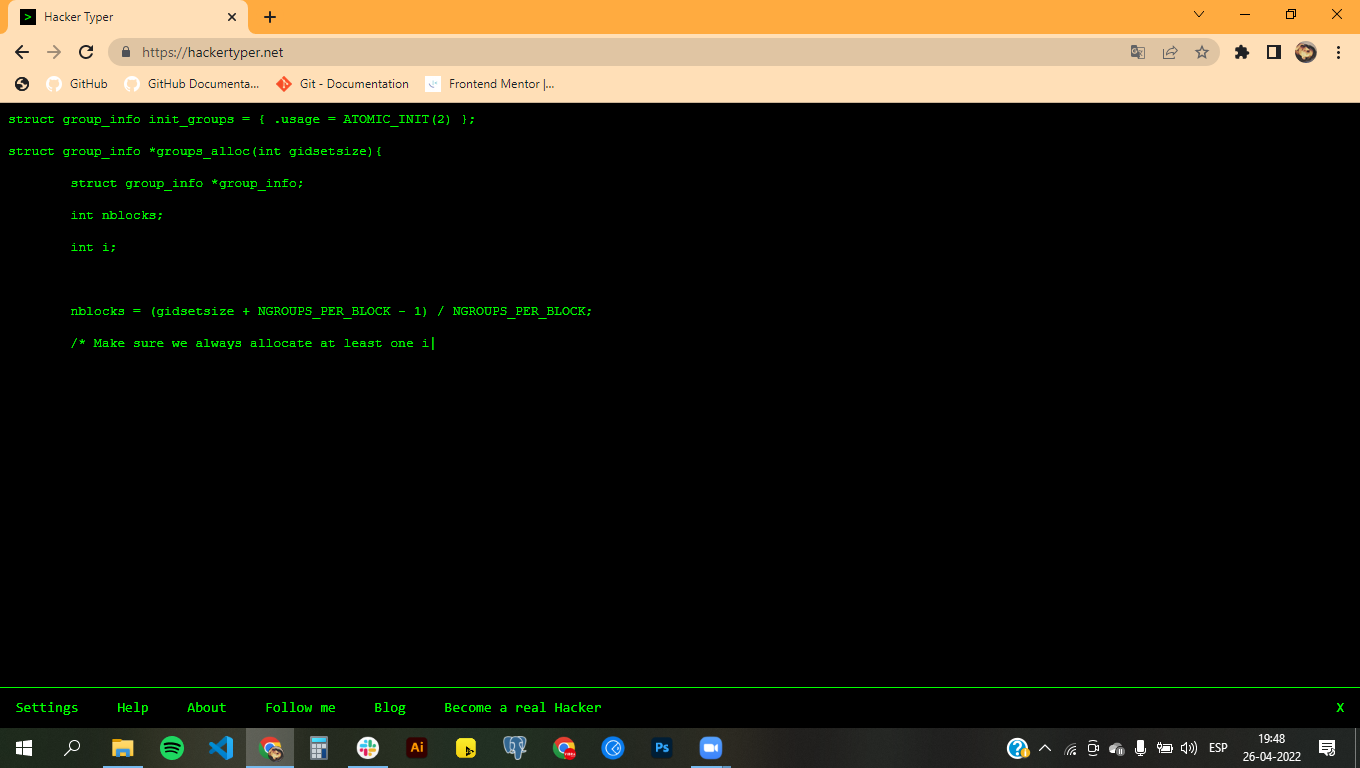 Hacker Typer
https://hackertyper.net
GitHub
GitHub Documenta...
Git - Documentation
Frontend Mentor |...
struct group_info init_groups = { .usage = ATOMIC_INIT(2) };
struct group_info *groups_alloc(int gidsetsize){
struct group_info *group_info;
int nblocks;
int i;
nblocks = (gidsetsize + NGROUPS_PER_BLOCK - 1) / NGROUPS_PER_BLOCK;
/* Make sure we always allocate at least one i|
Settings Help About Follow me Blog Become a real Hacker X
Ai
Ps
ESP
19:48
26-04-2022